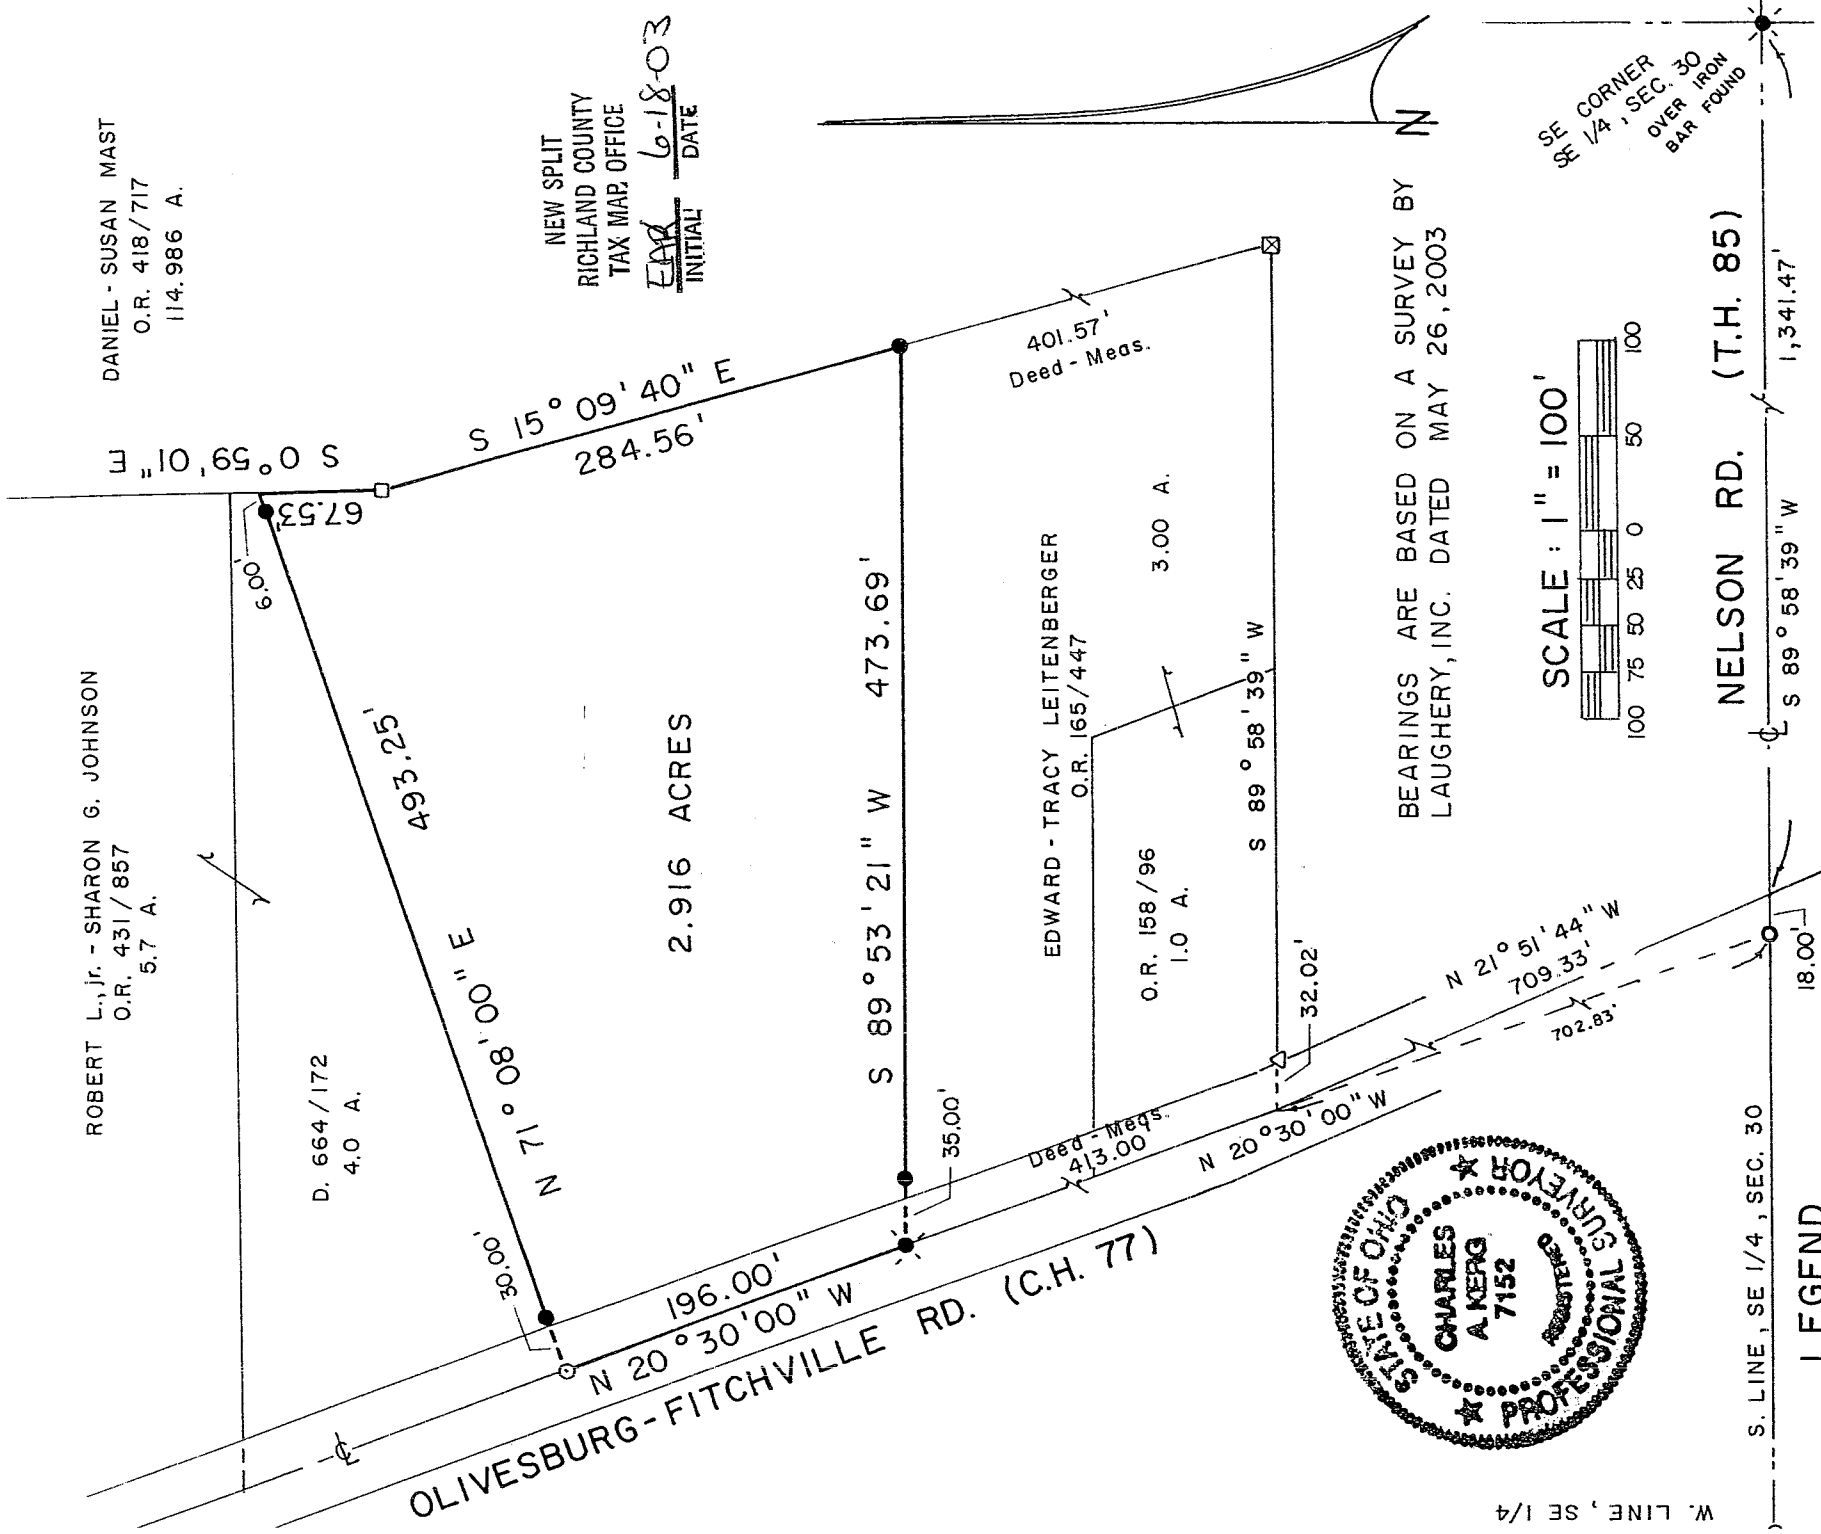 DANIEL - SUSAN MAST
O.R. 418/717
114.986 A.
NEW SPLIT
RICHLAND COUNTY
TAX MAP OFFICE
EAR 6-18-03
INITIAL DATE
ROBERT L., jr. - SHARON G. JOHNSON
O.R. 431/857
5.7 A.
D. 664/172
4.0 A.
S 0° 59' 01" E
67.53'
6.00'
S 15° 09' 40" E
284.56'
493.25'
N 71° 08' 00" E
30.00'
2.916 ACRES
S 89° 53' 21" W 473.69'
35.00'
196.00'
N 20° 30' 00" W
OLIVESBURG - FITCHVILLE RD. (C.H. 77)
401.57'
Deed - Meas.
EDWARD - TRACY LEITENBERGER
O.R. 165/447
3.00 A.
O.R. 158/96
1.0 A.
S 89° 58' 39" W
32.02'
Deed - Meas.
413.00'
N 20° 30' 00" W
N 21° 51' 44" W
709.33'
702.83'
18.00'
N
BEARINGS ARE BASED ON A SURVEY BY
LAUGHERY, INC. DATED MAY 26, 2003
SCALE : 1" = 100'
100 75 50 25 0 50 100
SE CORNER
SE 1/4, SEC. 30
OVER IRON
BAR FOUND
NELSON RD. (T.H. 85)
S 89° 58' 39" W
1,341.47'
S. LINE, SE 1/4, SEC. 30
W. LINE, SE 1/4
STATE OF OHIO
CHARLES
A. KERG
7152
REGISTERED
PROFESSIONAL SURVEYOR
LEGEND